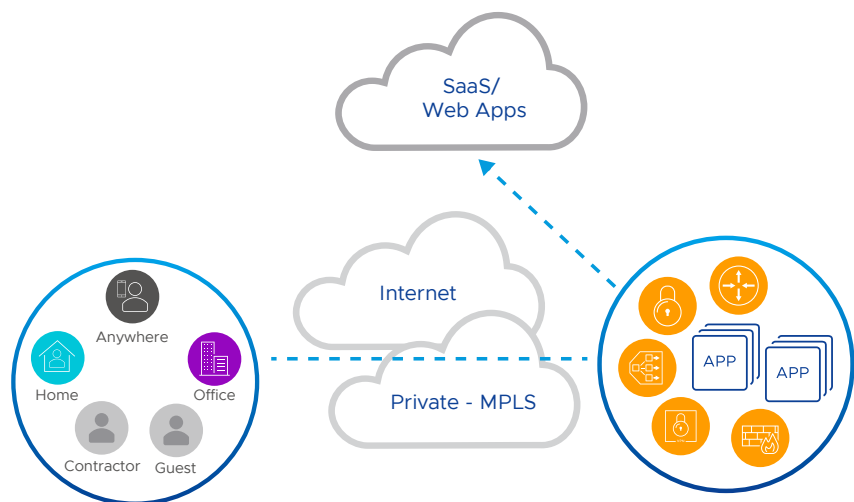 SaaS/
Web Apps
Internet
Private - MPLS
Anywhere
Home
Office
Contractor
Guest
APP
APP